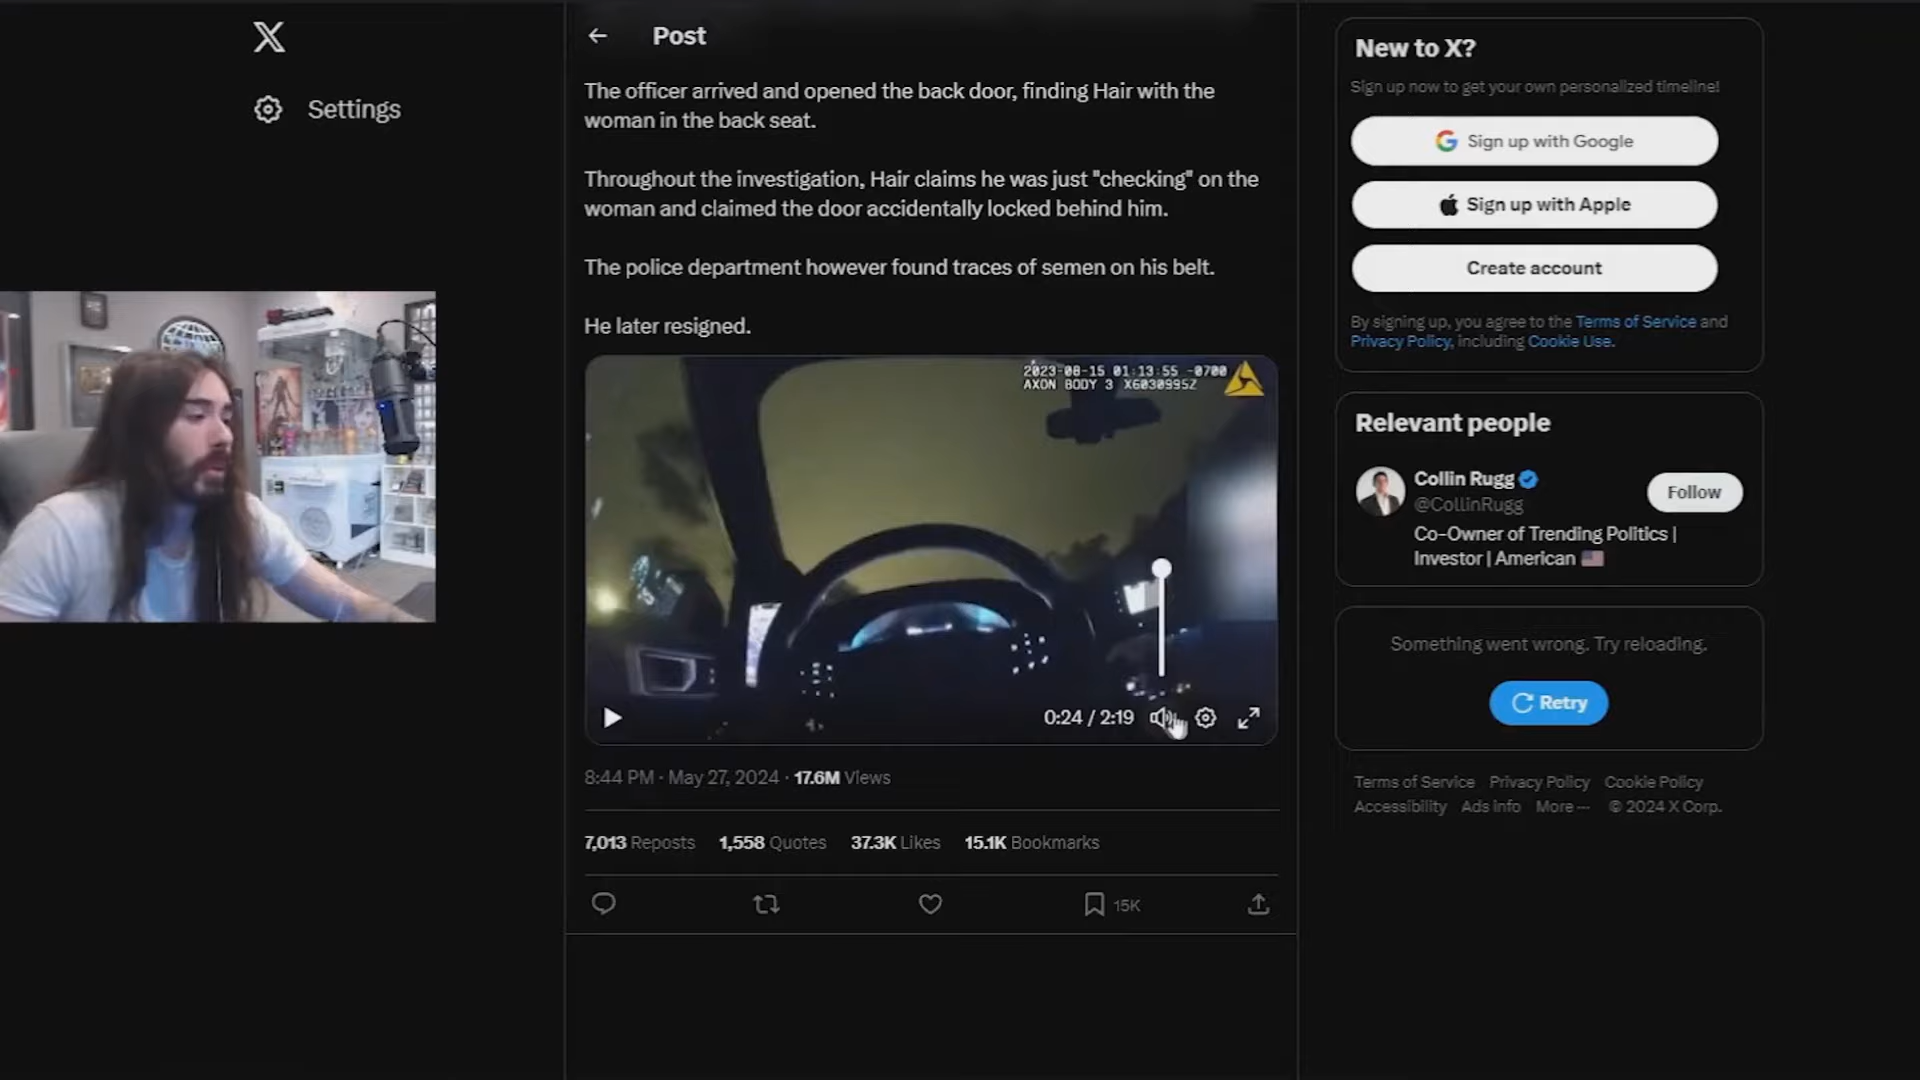 X
Settings
Post
The officer arrived and opened the back door, finding Hair with the
woman in the back seat.
Throughout the investigation, Hair claims he was just "checking" on the
woman and claimed the door accidentally locked behind him.
The police department however found traces of semen on his belt.
He later resigned.
2023-08-15 01:13:55 -0700
AXON BODY 3 X6030995Z
0:24 / 2:19
8:44 PM · May 27, 2024 · 17.6M Views
7,013 Reposts 1,558 Quotes 37.3K Likes 15.1K Bookmarks
15K
New to X?
Sign up now to get your own personalized timeline!
Sign up with Google
Sign up with Apple
Create account
By signing up, you agree to the Terms of Service and
Privacy Policy, including Cookie Use.
Relevant people
Collin Rugg
@CollinRugg
Follow
Co-Owner of Trending Politics |
Investor | American
Something went wrong. Try reloading.
Retry
Terms of Service Privacy Policy Cookie Policy
Accessibility Ads info More ··· © 2024 X Corp.